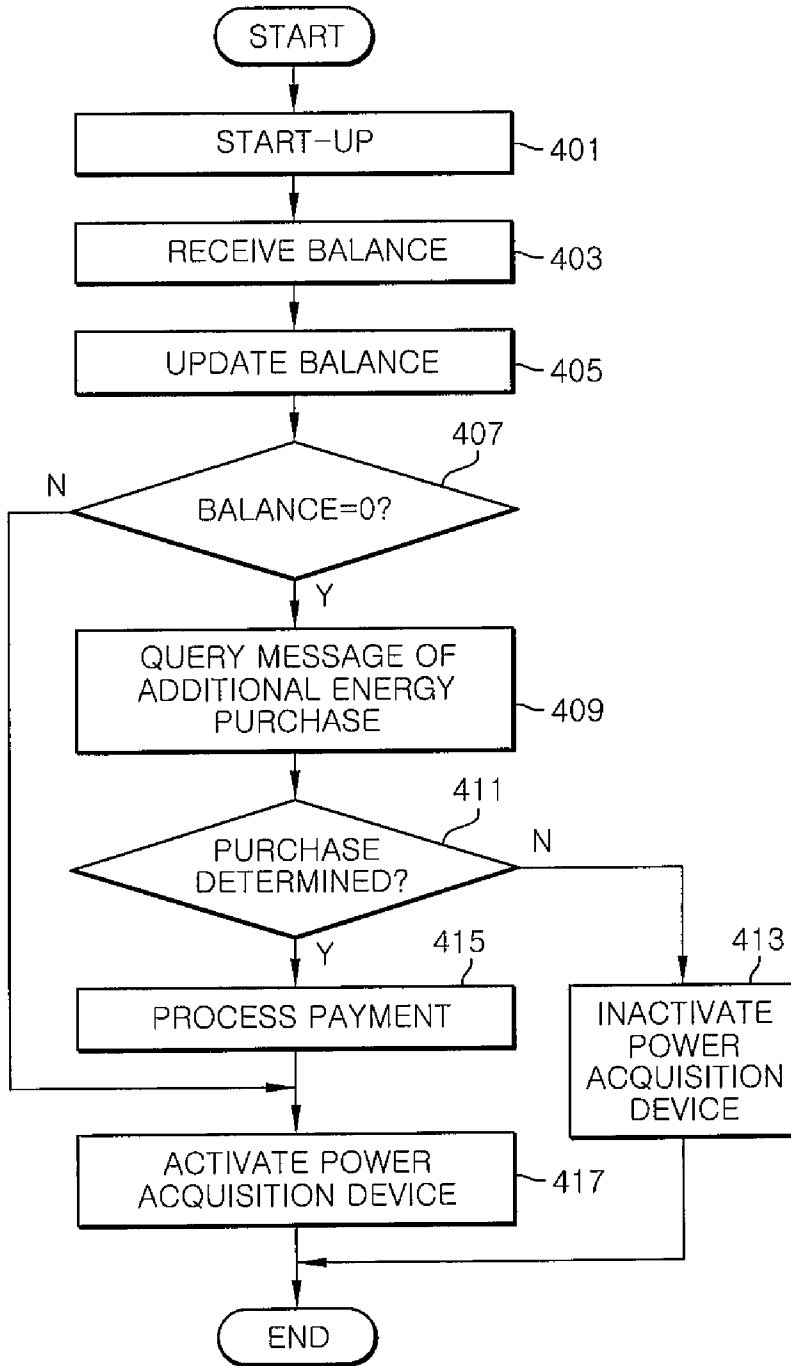 START
START-UP
401
RECEIVE BALANCE
403
UPDATE BALANCE
405
407
N
BALANCE=0?
Y
QUERY MESSAGE OF
ADDITIONAL ENERGY
PURCHASE
409
411
PURCHASE
DETERMINED?
N
Y
415
PROCESS PAYMENT
413
INACTIVATE
POWER
ACQUISITION
DEVICE
ACTIVATE POWER
ACQUISITION DEVICE
417
END